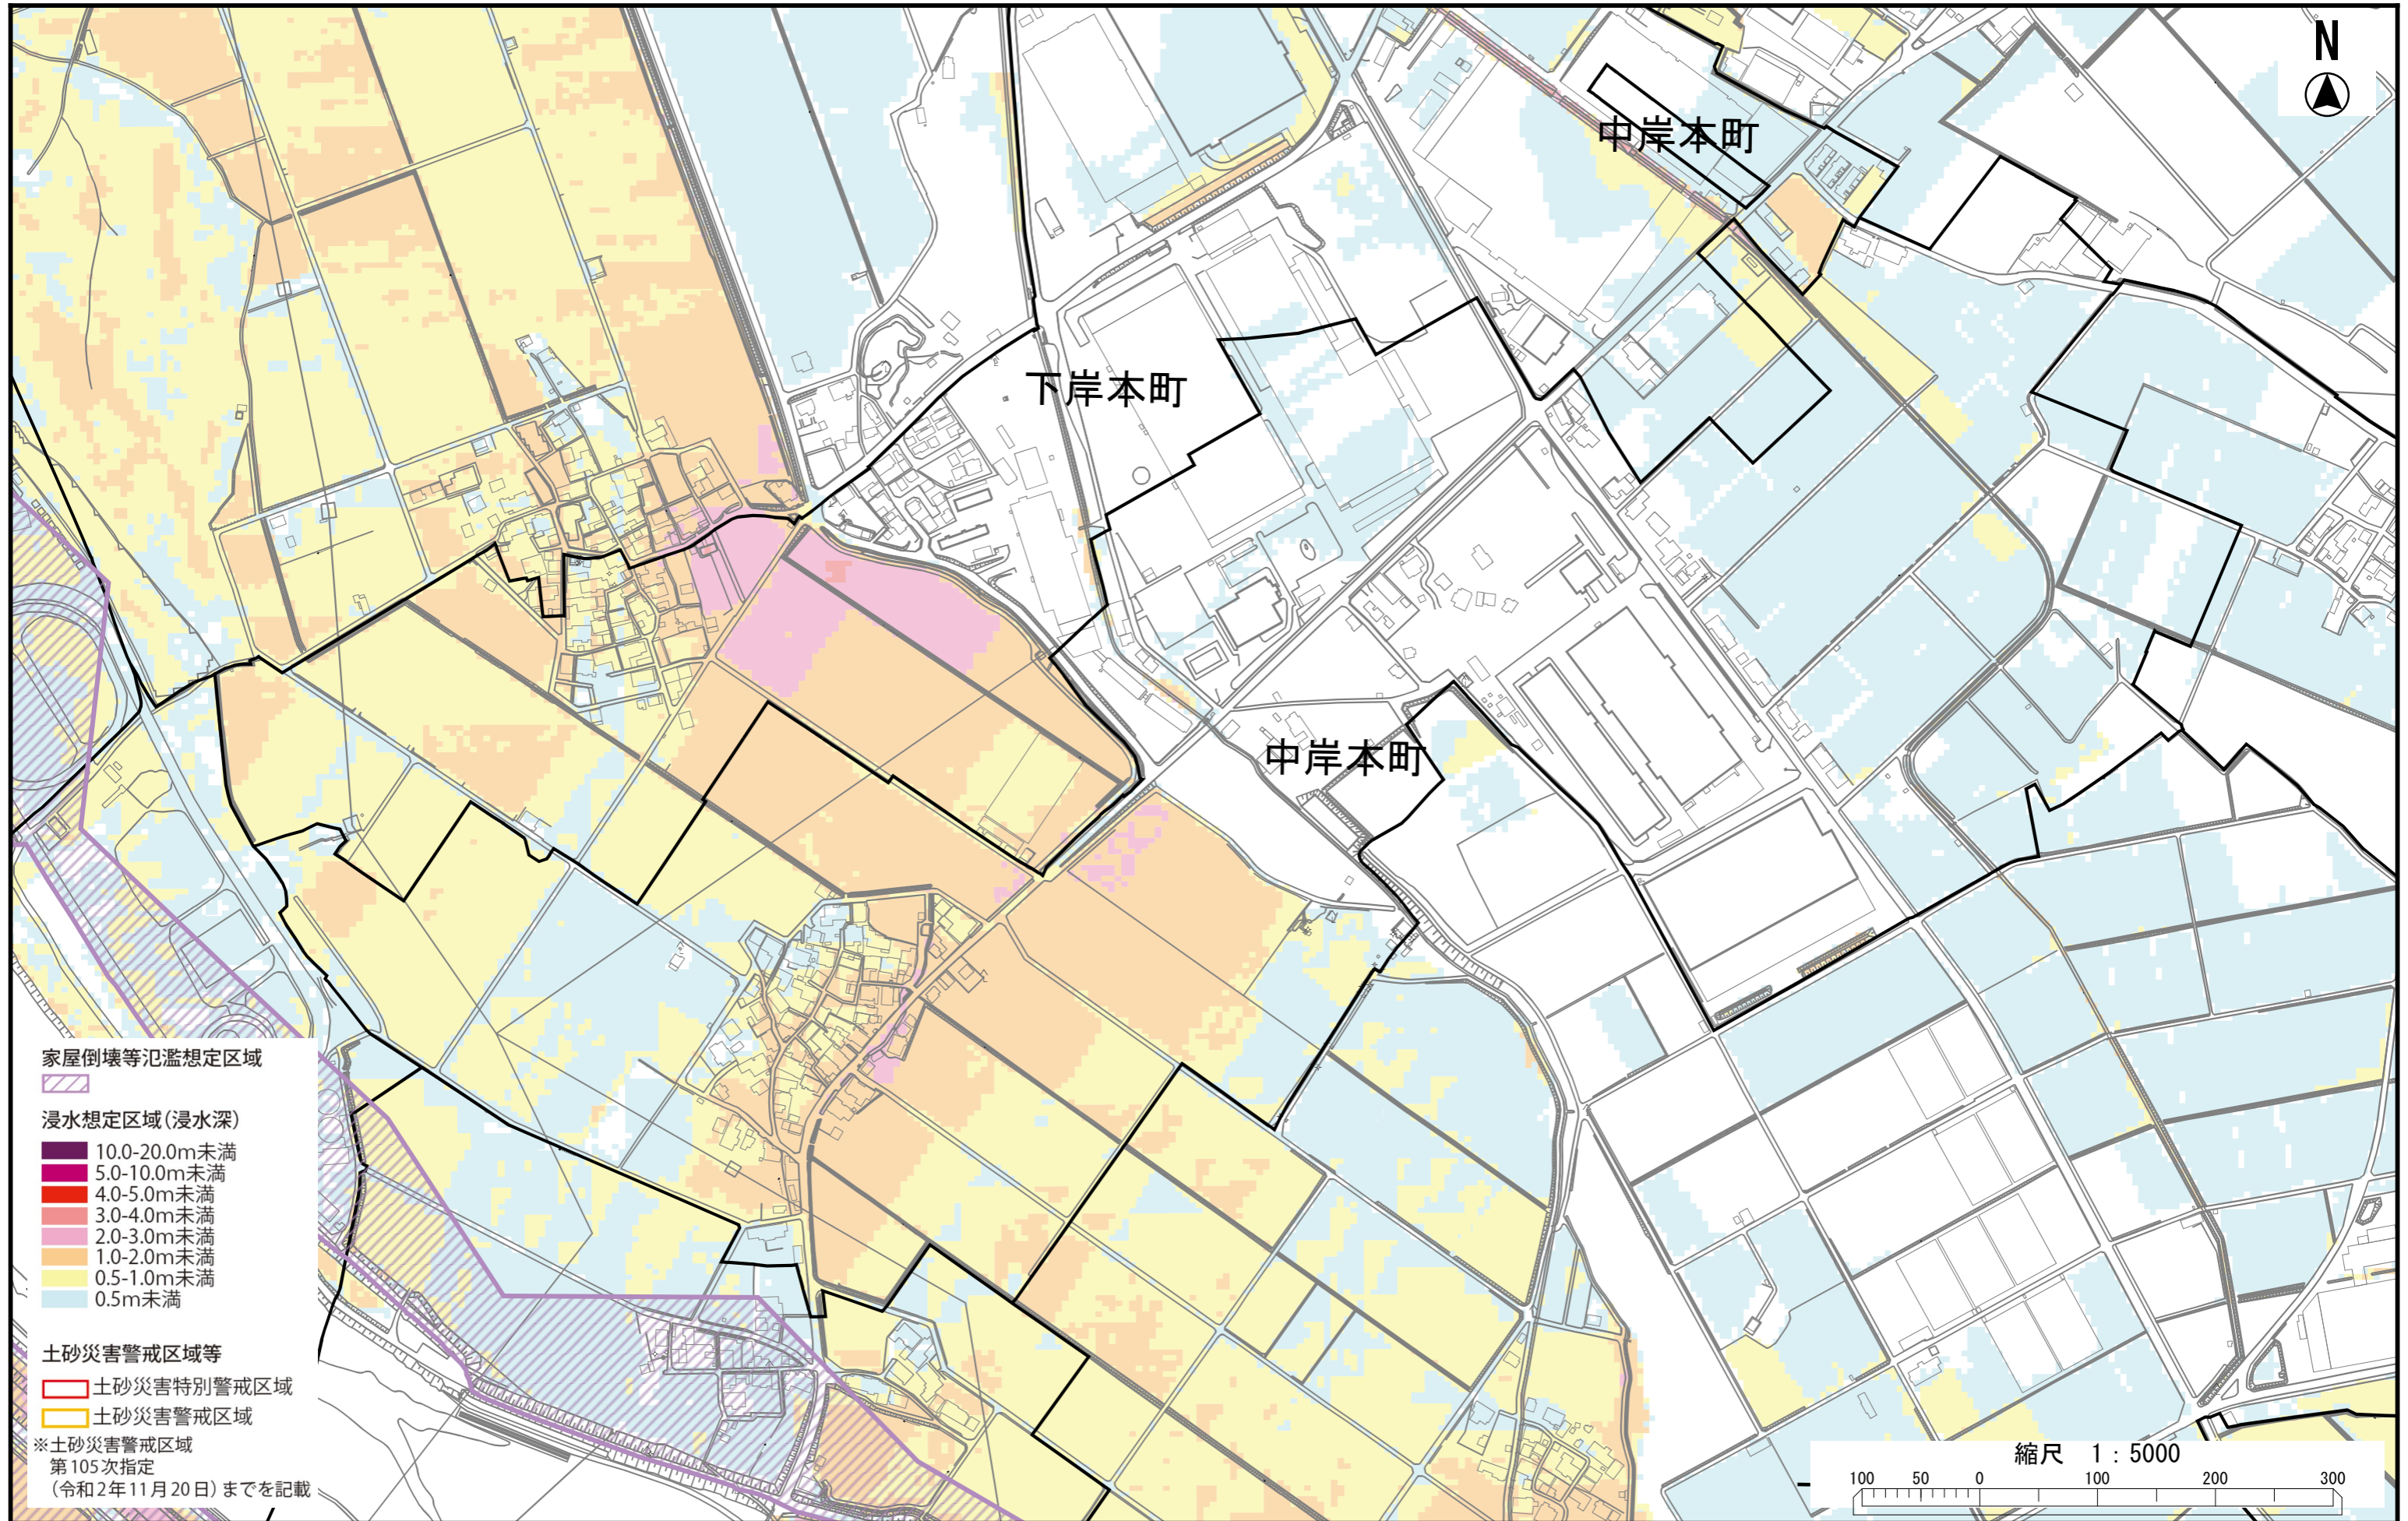 N
中岸本町
下岸本町
中岸本町
家屋倒壊等氾濫想定区域
浸水想定区域(浸水深)
10.0-20.0m未満
5.0-10.0m未満
4.0-5.0m未満
3.0-4.0m未満
2.0-3.0m未満
1.0-2.0m未満
0.5-1.0m未満
0.5m未満
土砂災害警戒区域等
土砂災害特別警戒区域
土砂災害警戒区域
※土砂災害警戒区域
第105次指定
(令和2年11月20日)までを記載
縮尺 1:5000
100 50 0 100 200 300